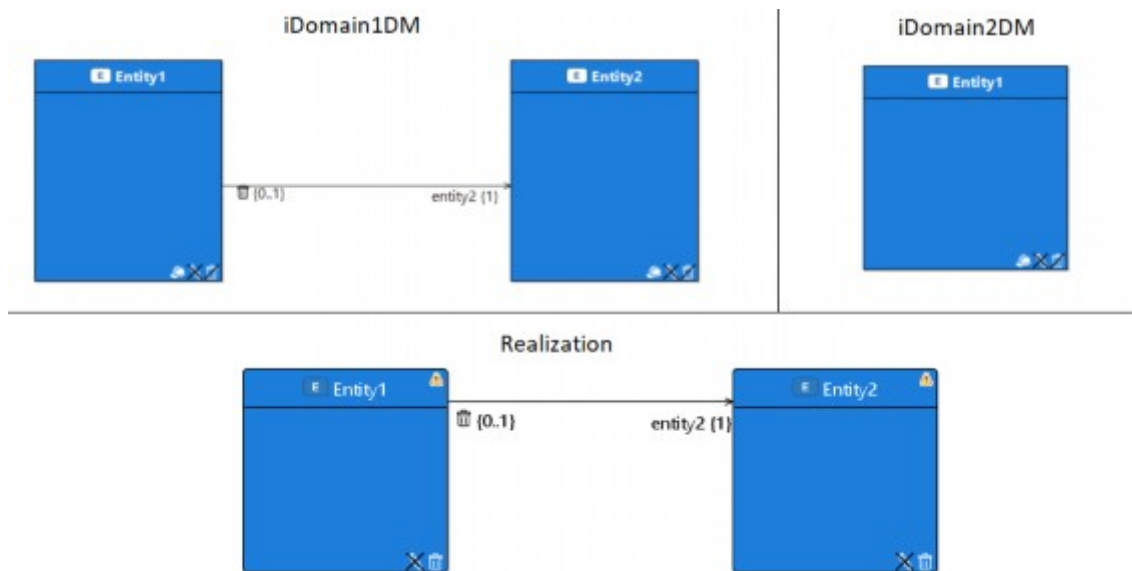 iDomain1DM
iDomain2DM
E Entity1
E Entity2
E Entity1
{0..1}
entity2 {1}
Realization
E Entity1
E Entity2
{0..1}
entity2 {1}